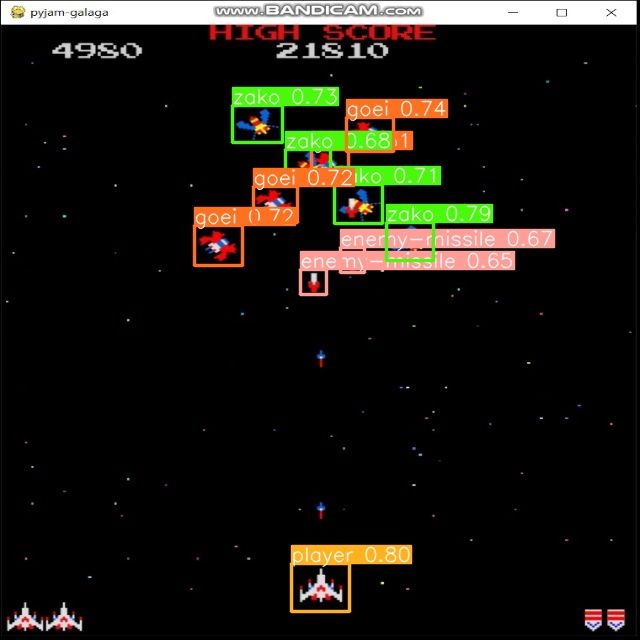 pyjam-galaga
www.BANDICAM.com
HIGH SCORE
4980 21810
zako 0.73
goei 0.74
zako 0.68
goei 0.72
0.71
zako 0.79
goei 0.72
enemy-missile 0.67
enemy-missile 0.65
player 0.80